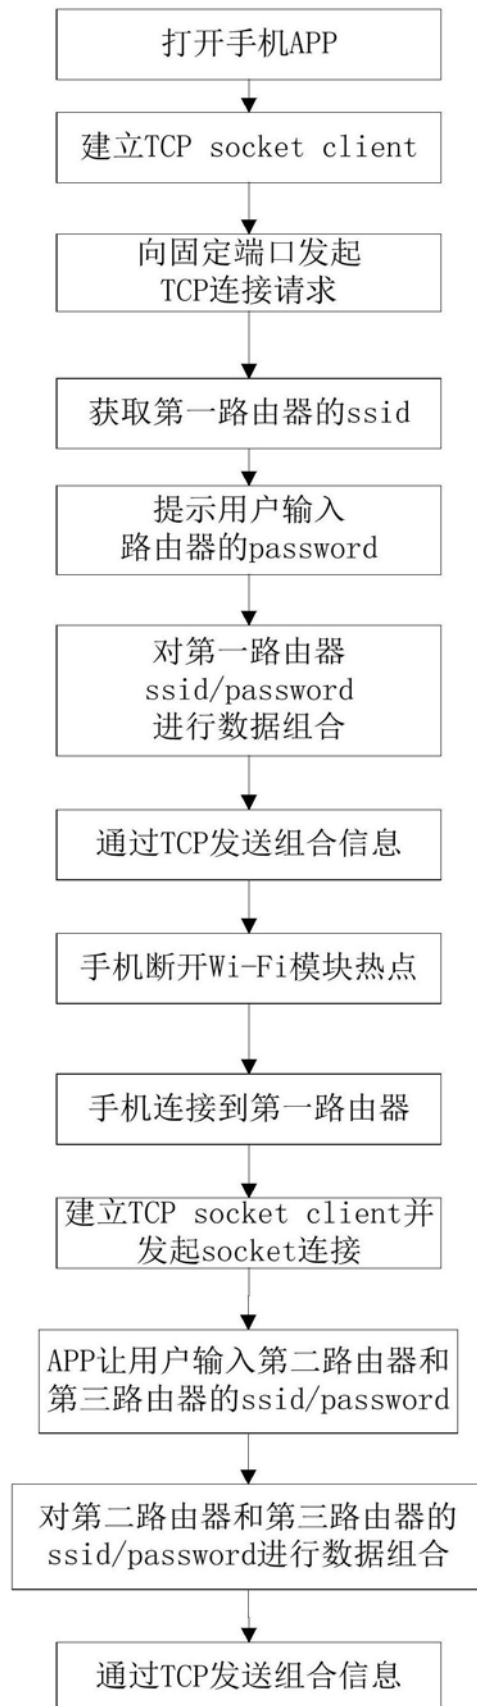 打开手机APP
建立TCP socket client
向固定端口发起
TCP连接请求
获取第一路由器的ssid
提示用户输入
路由器的password
对第一路由器
ssid/password
进行数据组合
通过TCP发送组合信息
手机断开Wi-Fi模块热点
手机连接到第一路由器
建立TCP socket client并
发起socket连接
APP让用户输入第二路由器和
第三路由器的ssid/password
对第二路由器和第三路由器的
ssid/password进行数据组合
通过TCP发送组合信息